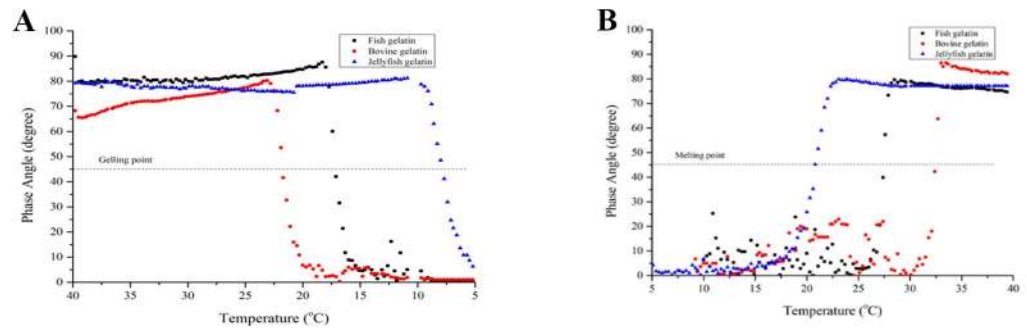 A
Fish gelatin
Bovine gelatin
Jellyfish gelatin
100
90
80
70
60
50
40
30
20
10
0
Phase Angle (degree)
Gelling point
40 35 30 25 20 15 10 5
Temperature (°C)
B
Fish gelatin
Bovine gelatin
Jellyfish gelatin
100
90
80
70
60
50
40
30
20
10
0
Phase Angle (degree)
Melting point
5 10 15 20 25 30 35 40
Temperature (°C)